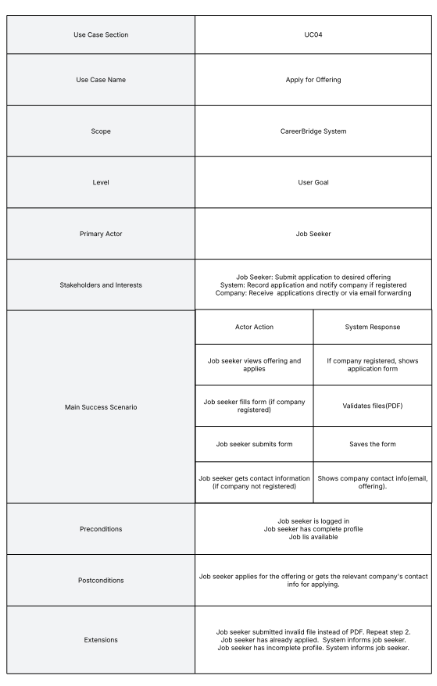 Use Case Section
UC04
Use Case Name
Apply for Offering
Scope
CareerBridge System
Level
User Goal
Primary Actor
Job Seeker
Stakeholders and Interests
Job Seeker: Submit application to desired offering
System: Record application and notify company if registered
Company: Receive applications directly or via email forwarding
Main Success Scenario
Actor Action
System Response
Job seeker views offering and
applies
If company registered, shows
application form
Job seeker fills form (if company
registered)
Validates files(PDF)
Job seeker submits form
Saves the form
Job seeker gets contact information
(if company not registered)
Shows company contact info(email,
offering).
Preconditions
Job seeker is logged in
Job seeker has complete profile
Job lis available
Postconditions
Job seeker applies for the offering or gets the relevant company's contact
info for applying.
Extensions
Job seeker submitted invalid file instead of PDF. Repeat step 2.
Job seeker has already applied. System informs job seeker.
Job seeker has incomplete profile. System informs job seeker.